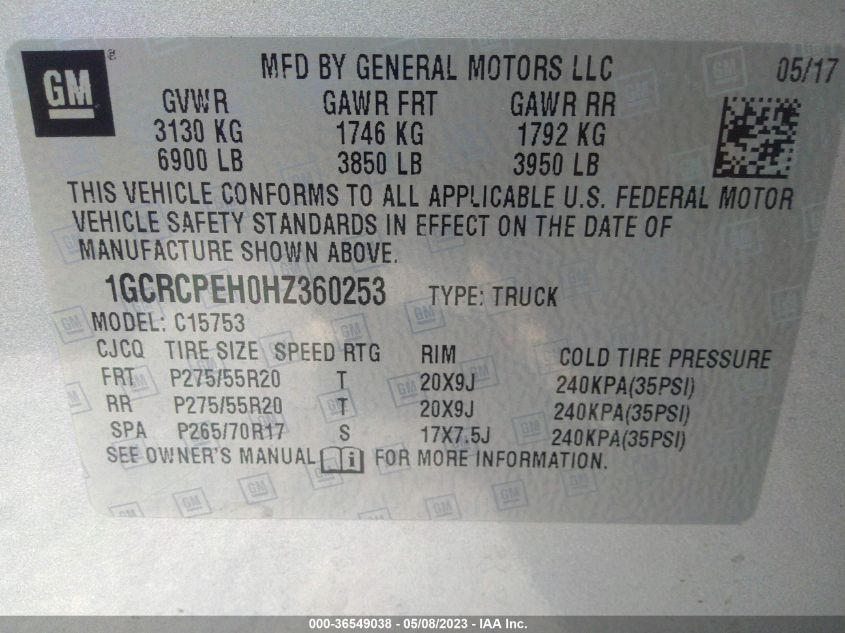 GM ® MFD BY GENERAL MOTORS LLC 05/17
GVWR GAWR FRT GAWR RR
3130 KG 1746 KG 1792 KG
6900 LB 3850 LB 3950 LB
THIS VEHICLE CONFORMS TO ALL APPLICABLE U.S. FEDERAL MOTOR
VEHICLE SAFETY STANDARDS IN EFFECT ON THE DATE OF
MANUFACTURE SHOWN ABOVE.
1GCRCPEH0HZ360253 TYPE: TRUCK
MODEL: C15753
CJCQ TIRE SIZE SPEED RTG RIM COLD TIRE PRESSURE
FRT P275/55R20 T 20X9J 240KPA(35PSI)
RR P275/55R20 T 20X9J 240KPA(35PSI)
SPA P265/70R17 S 17X7.5J 240KPA(35PSI)
SEE OWNER'S MANUAL i FOR MORE INFORMATION.
000-36549038 - 05/08/2023 - IAA Inc.